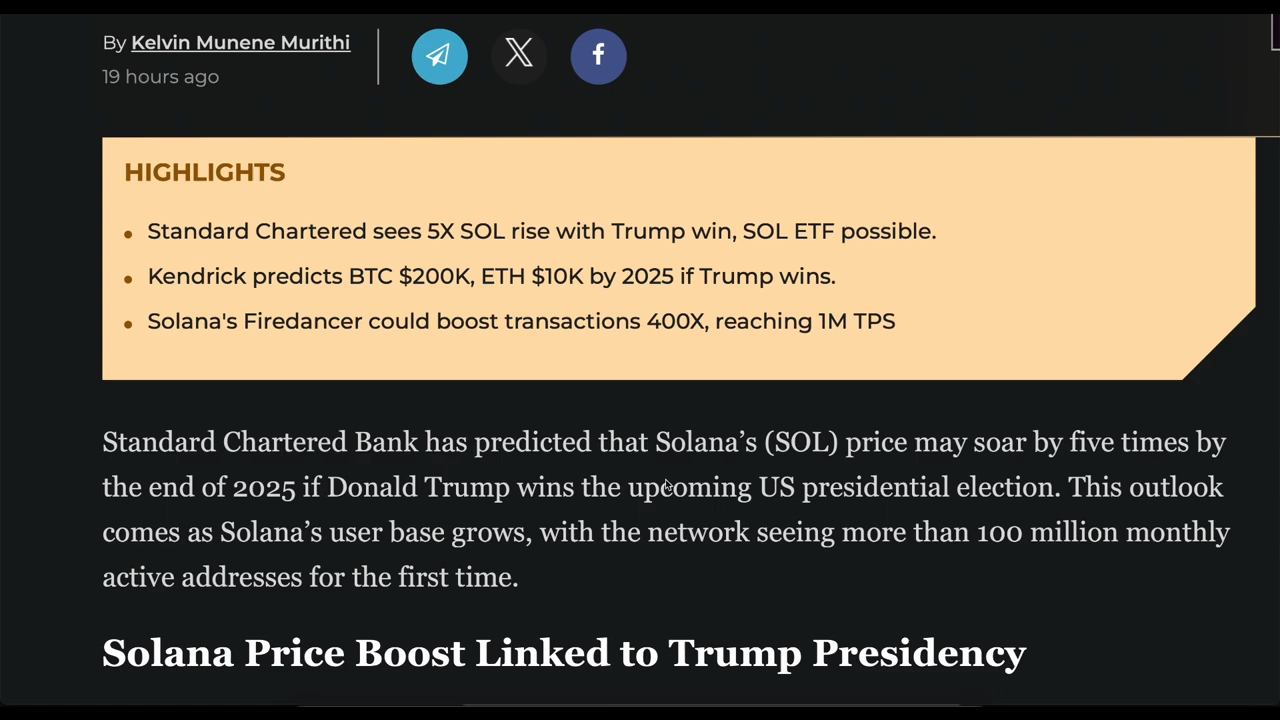 By Kelvin Munene Murithi
19 hours ago
HIGHLIGHTS
• Standard Chartered sees 5X SOL rise with Trump win, SOL ETF possible.
• Kendrick predicts BTC $200K, ETH $10K by 2025 if Trump wins.
• Solana's Firedancer could boost transactions 400X, reaching 1M TPS
Standard Chartered Bank has predicted that Solana’s (SOL) price may soar by five times by
the end of 2025 if Donald Trump wins the upcoming US presidential election. This outlook
comes as Solana’s user base grows, with the network seeing more than 100 million monthly
active addresses for the first time.
Solana Price Boost Linked to Trump Presidency